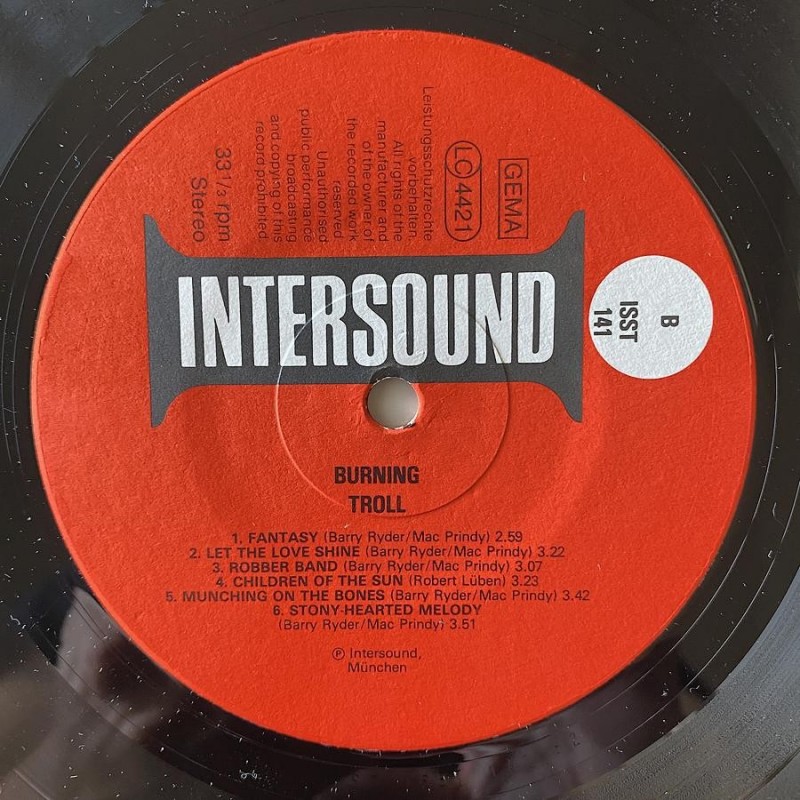 Leistungsschutzrechte
vorbehalten.
All rights of the
manufacturer and
of the owner of
the recorded work
reserved.
Unauthorised
public performance
broadcasting
and copying of this
record prohibited.
33 1/3 rpm
Stereo
GEMA
LC 4421
INTERSOUND
B
ISST
141
BURNING
TROLL
1. FANTASY (Barry Ryder/Mac Prindy) 2.59
2. LET THE LOVE SHINE (Barry Ryder/Mac Prindy) 3.22
3. ROBBER BAND (Barry Ryder/Mac Prindy) 3.07
4. CHILDREN OF THE SUN (Robert Lüben) 3.23
5. MUNCHING ON THE BONES (Barry Ryder/Mac Prindy) 3.42
6. STONY-HEARTED MELODY
(Barry Ryder/Mac Prindy) 3.51
℗ Intersound,
München